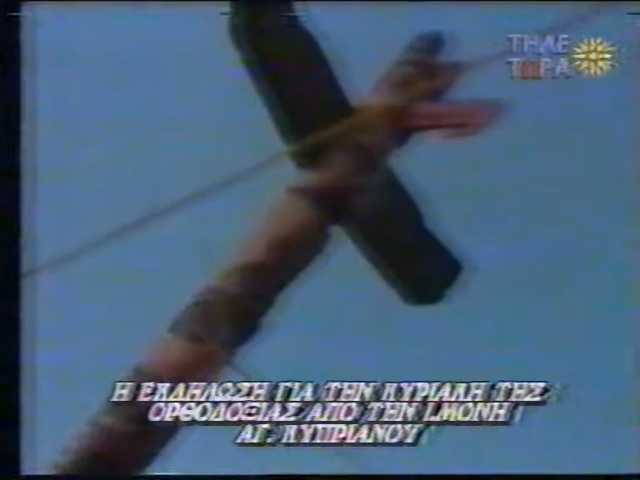 ΤΗΛΕ
ΤΩΡΑ
Η ΕΚΔΗΛΩΣΗ ΓΙΑ ΤΗΝ ΚΥΡΙΑΚΗ ΤΗΣ
ΟΡΘΟΔΟΞΙΑΣ ΑΠΟ ΤΗΝ Ι.ΜΟΝΗ
ΑΓ. ΚΥΠΡΙΑΝΟΥ